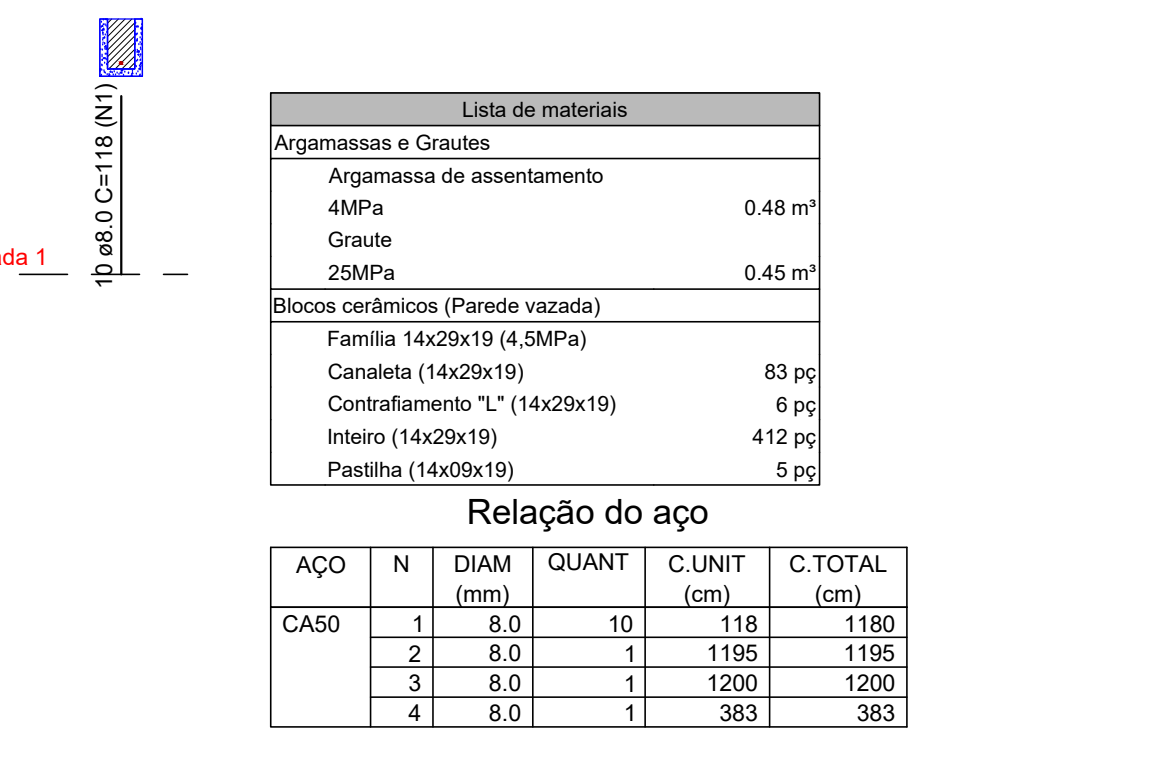 10 ø8.0 C=118 (N1)
da 1
Lista de materiais
Argamassas e Grautes
Argamassa de assentamento
4MPa 0.48 m³
Graute
25MPa 0.45 m³
Blocos cerâmicos (Parede vazada)
Família 14x29x19 (4,5MPa)
Canaleta (14x29x19) 83 pç
Contrafiamento "L" (14x29x19) 6 pç
Inteiro (14x29x19) 412 pç
Pastilha (14x09x19) 5 pç
Relação do aço
AÇO N DIAM QUANT C.UNIT C.TOTAL
(mm) (cm) (cm)
CA50 1 8.0 10 118 1180
2 8.0 1 1195 1195
3 8.0 1 1200 1200
4 8.0 1 383 383